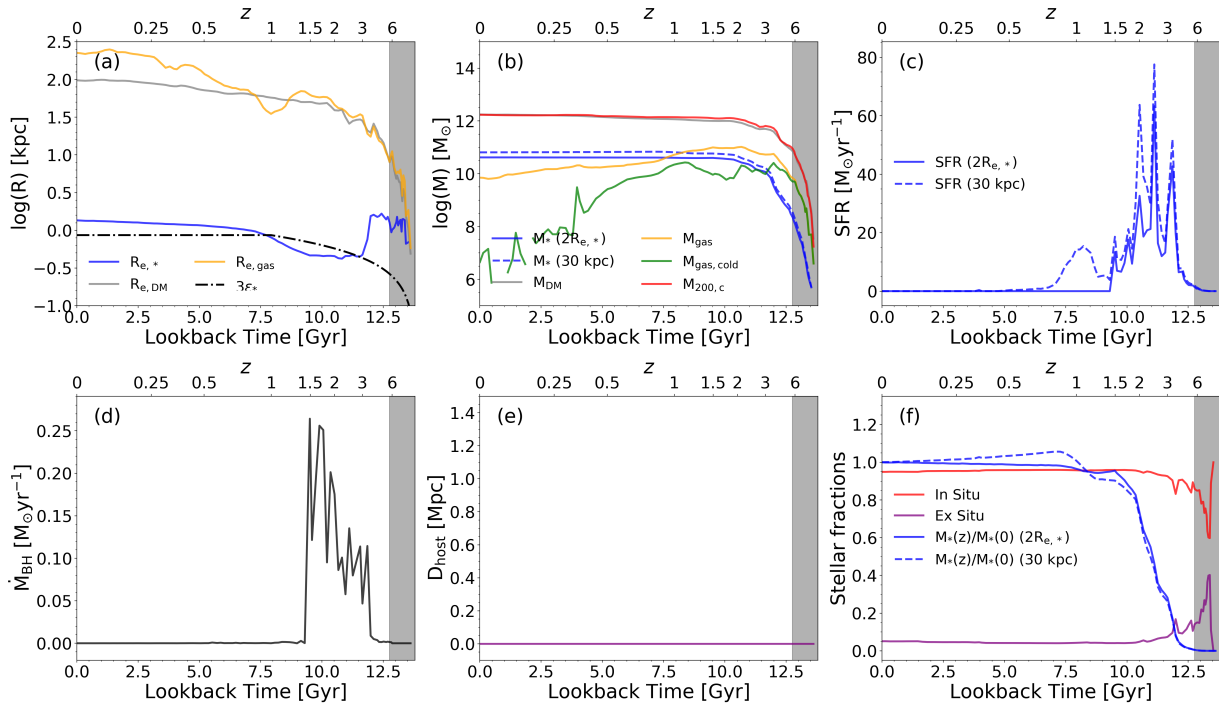 z z z
0 0.25 0.5 1 1.5 2 3 6 0 0.25 0.5 1 1.5 2 3 6 0 0.25 0.5 1 1.5 2 3 6
(a)
log(R) [kpc]
2.5
2.0
1.5
1.0
0.5
0.0
−0.5
−1.0
R_{e,*} R_{e,gas}
R_{e,DM} 3ε_*
0.0 2.5 5.0 7.5 10.0 12.5
Lookback Time [Gyr]
(b)
log(M) [M_⊙]
14
12
10
8
6
M_* (2R_{e,*}) M_{gas}
M_* (30 kpc) M_{gas,cold}
M_{DM} M_{200,c}
0.0 2.5 5.0 7.5 10.0 12.5
Lookback Time [Gyr]
(c)
SFR [M_⊙yr^{−1}]
80
60
40
20
0
SFR (2R_{e,*})
SFR (30 kpc)
0.0 2.5 5.0 7.5 10.0 12.5
Lookback Time [Gyr]
z z z
0 0.25 0.5 1 1.5 2 3 6 0 0.25 0.5 1 1.5 2 3 6 0 0.25 0.5 1 1.5 2 3 6
(d)
Ṁ_{BH} [M_⊙yr^{−1}]
0.25
0.20
0.15
0.10
0.05
0.00
0.0 2.5 5.0 7.5 10.0 12.5
Lookback Time [Gyr]
(e)
D_{host} [Mpc]
1.4
1.2
1.0
0.8
0.6
0.4
0.2
0.0
0.0 2.5 5.0 7.5 10.0 12.5
Lookback Time [Gyr]
(f)
Stellar fractions
1.2
1.0
0.8
0.6
0.4
0.2
0.0
In Situ
Ex Situ
M_*(z)/M_*(0) (2R_{e,*})
M_*(z)/M_*(0) (30 kpc)
0.0 2.5 5.0 7.5 10.0 12.5
Lookback Time [Gyr]